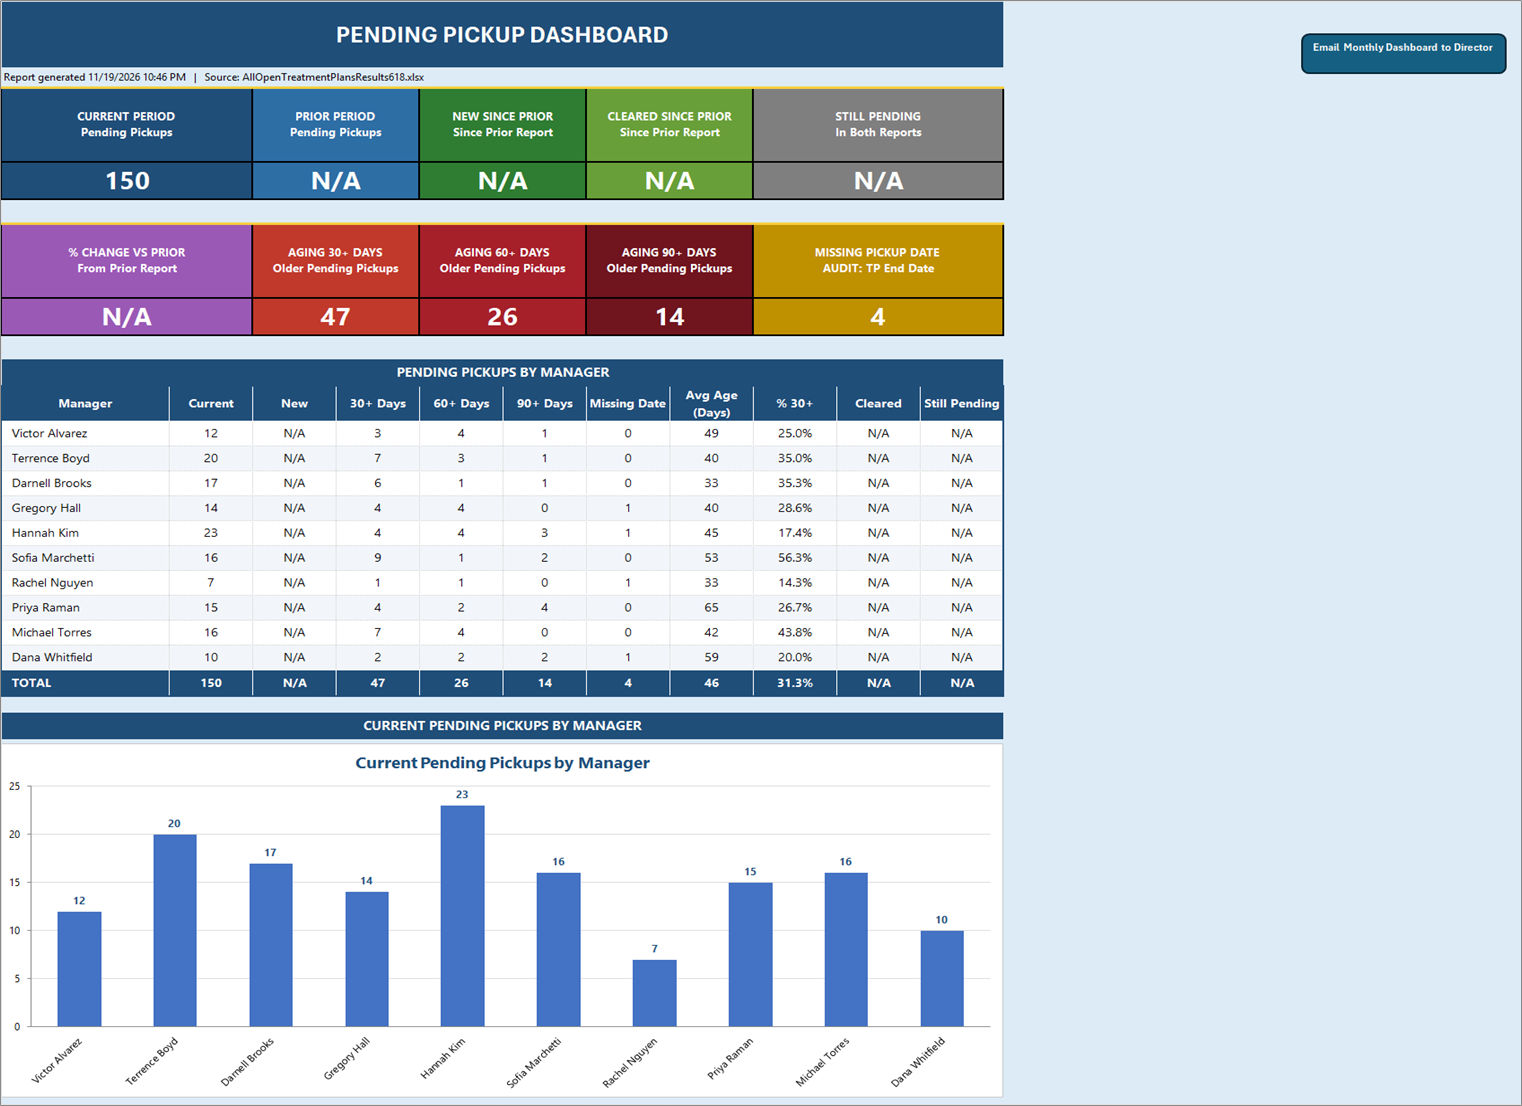 PENDING PICKUP DASHBOARD
Email Monthly Dashboard to Director
Report generated 11/19/2026 10:46 PM | Source: AllOpenTreatmentPlansResults618.xlsx
CURRENT PERIOD
Pending Pickups
150
PRIOR PERIOD
Pending Pickups
N/A
NEW SINCE PRIOR
Since Prior Report
N/A
CLEARED SINCE PRIOR
Since Prior Report
N/A
STILL PENDING
In Both Reports
N/A
% CHANGE VS PRIOR
From Prior Report
N/A
AGING 30+ DAYS
Older Pending Pickups
47
AGING 60+ DAYS
Older Pending Pickups
26
AGING 90+ DAYS
Older Pending Pickups
14
MISSING PICKUP DATE
AUDIT: TP End Date
4
PENDING PICKUPS BY MANAGER
Manager Current New 30+ Days 60+ Days 90+ Days Missing Date Avg Age (Days) % 30+ Cleared Still Pending
Victor Alvarez 12 N/A 3 4 1 0 49 25.0% N/A N/A
Terrence Boyd 20 N/A 7 3 1 0 40 35.0% N/A N/A
Darnell Brooks 17 N/A 6 1 1 0 33 35.3% N/A N/A
Gregory Hall 14 N/A 4 4 0 1 40 28.6% N/A N/A
Hannah Kim 23 N/A 4 4 3 1 45 17.4% N/A N/A
Sofia Marchetti 16 N/A 9 1 2 0 53 56.3% N/A N/A
Rachel Nguyen 7 N/A 1 1 0 1 33 14.3% N/A N/A
Priya Raman 15 N/A 4 2 4 0 65 26.7% N/A N/A
Michael Torres 16 N/A 7 4 0 0 42 43.8% N/A N/A
Dana Whitfield 10 N/A 2 2 2 1 59 20.0% N/A N/A
TOTAL 150 N/A 47 26 14 4 46 31.3% N/A N/A
CURRENT PENDING PICKUPS BY MANAGER
Current Pending Pickups by Manager
25
20
15
10
5
0
12
20
17
14
23
16
7
15
16
10
Victor Alvarez
Terrence Boyd
Darnell Brooks
Gregory Hall
Hannah Kim
Sofia Marchetti
Rachel Nguyen
Priya Raman
Michael Torres
Dana Whitfield